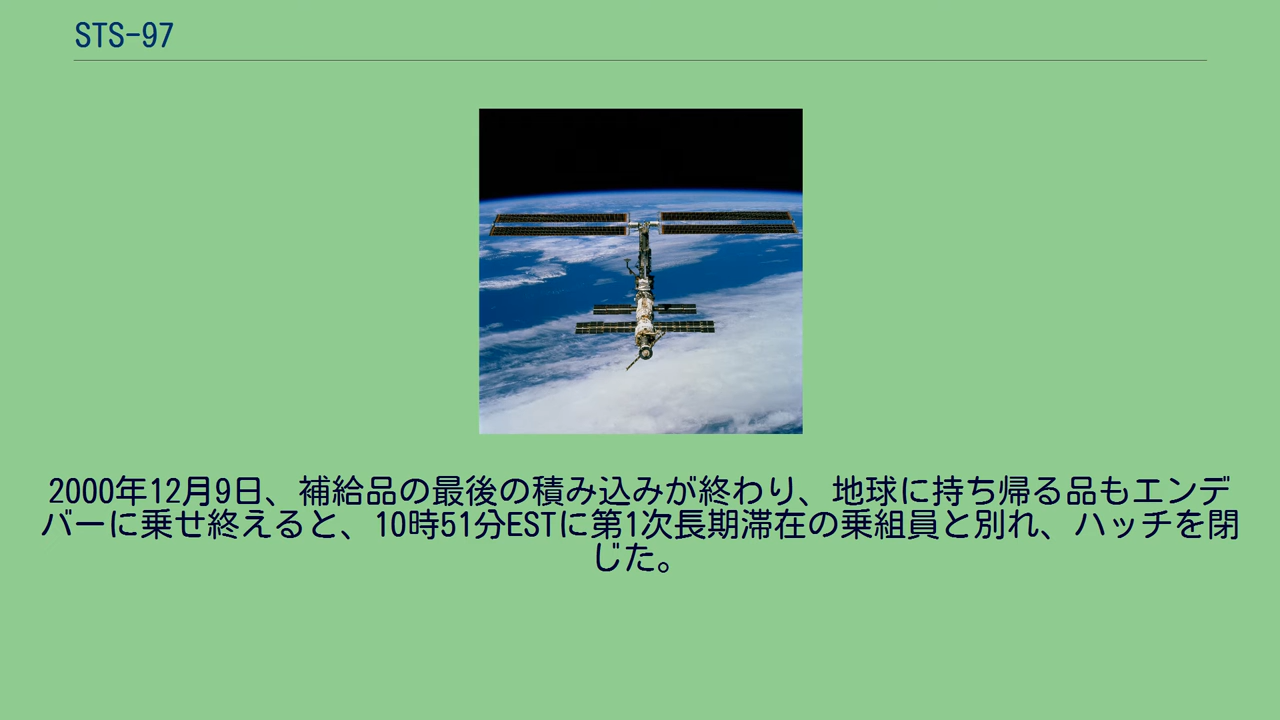 STS-97
2000年12月9日、補給品の最後の積み込みが終わり、地球に持ち帰る品もエンデ
バーに乗せ終えると、10時51分ESTに第1次長期滞在の乗組員と別れ、ハッチを閉
じた。